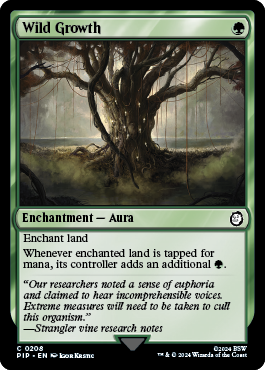 Wild Growth
Enchantment — Aura
Enchant land
Whenever enchanted land is tapped for
mana, its controller adds an additional .
“Our researchers noted a sense of euphoria
and claimed to hear incomprehensible voices.
Extreme measures will need to be taken to cull
this organism.”
—Strangler vine research notes
C 0208
PIP • EN Igor Krstic
©2024 BSW
™ & © 2024 Wizards of the Coast